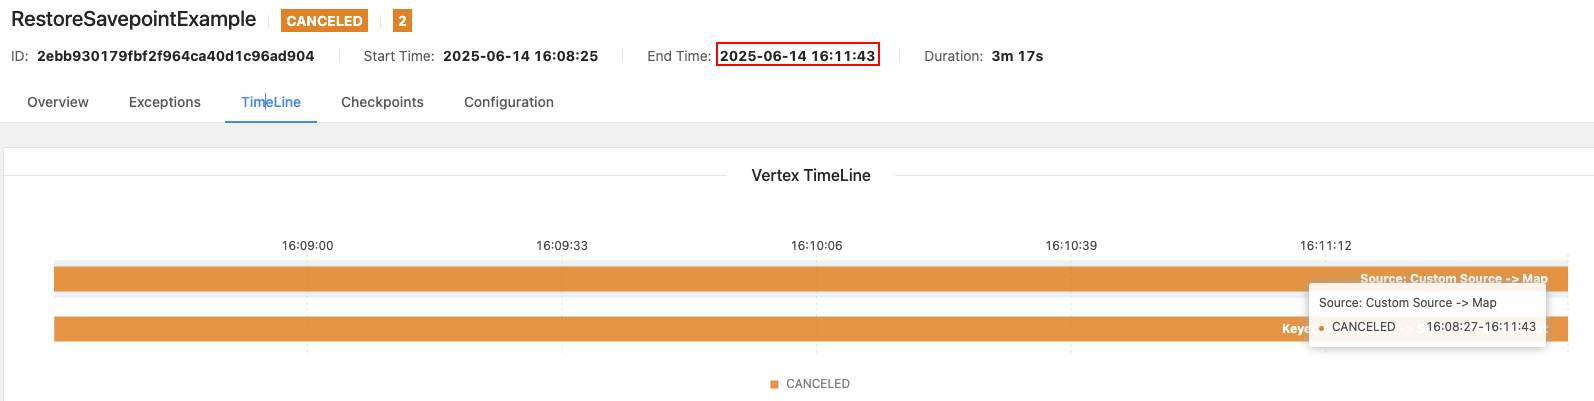 RestoreSavepointExample CANCELED 2
ID: 2ebb930179fbf2f964ca40d1c96ad904 Start Time: 2025-06-14 16:08:25 End Time: 2025-06-14 16:11:43 Duration: 3m 17s
Overview Exceptions TimeLine Checkpoints Configuration
Vertex TimeLine
16:09:00 16:09:33 16:10:06 16:10:39 16:11:12
Source: Custom Source -> Map
Source: Custom Source -> Map
CANCELED 16:08:27-16:11:43
CANCELED